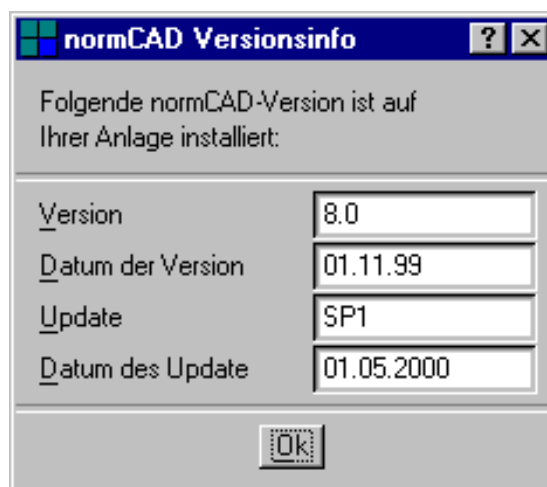 normCAD Versionsinfo
Folgende normCAD-Version ist auf
Ihrer Anlage installiert:
Version 8.0
Datum der Version 01.11.99
Update SP1
Datum des Update 01.05.2000
Ok